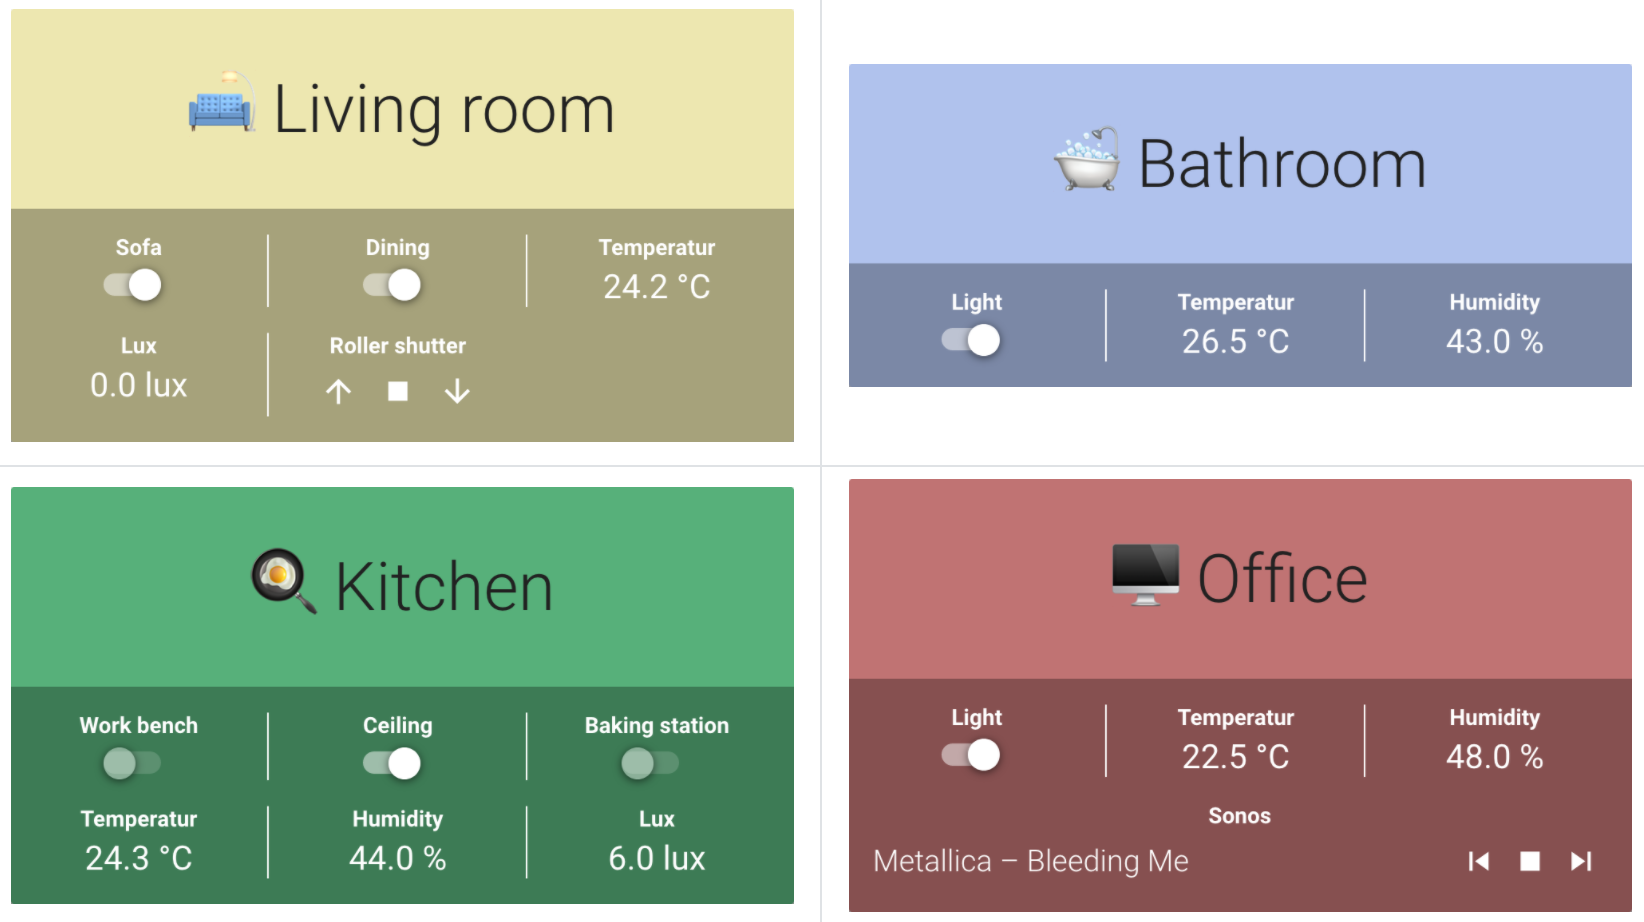 Living room
Sofa
Dining
Temperatur
24.2 °C
Lux
0.0 lux
Roller shutter
Bathroom
Light
Temperatur
26.5 °C
Humidity
43.0 %
Kitchen
Work bench
Ceiling
Baking station
Temperatur
24.3 °C
Humidity
44.0 %
Lux
6.0 lux
Office
Light
Temperatur
22.5 °C
Humidity
48.0 %
Sonos
Metallica – Bleeding Me